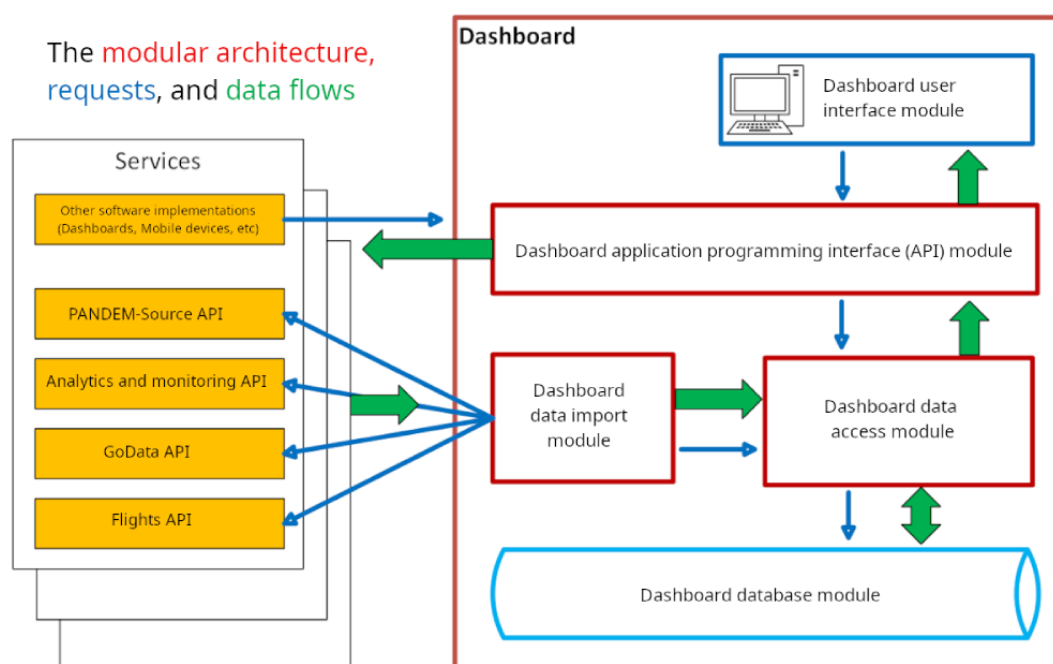 The modular architecture,
requests, and data flows
Dashboard
Dashboard user
interface module
Services
Other software implementations
(Dashboards, Mobile devices, etc)
Dashboard application programming interface (API) module
PANDEM-Source API
Analytics and monitoring API
GoData API
Flights API
Dashboard
data import
module
Dashboard data
access module
Dashboard database module